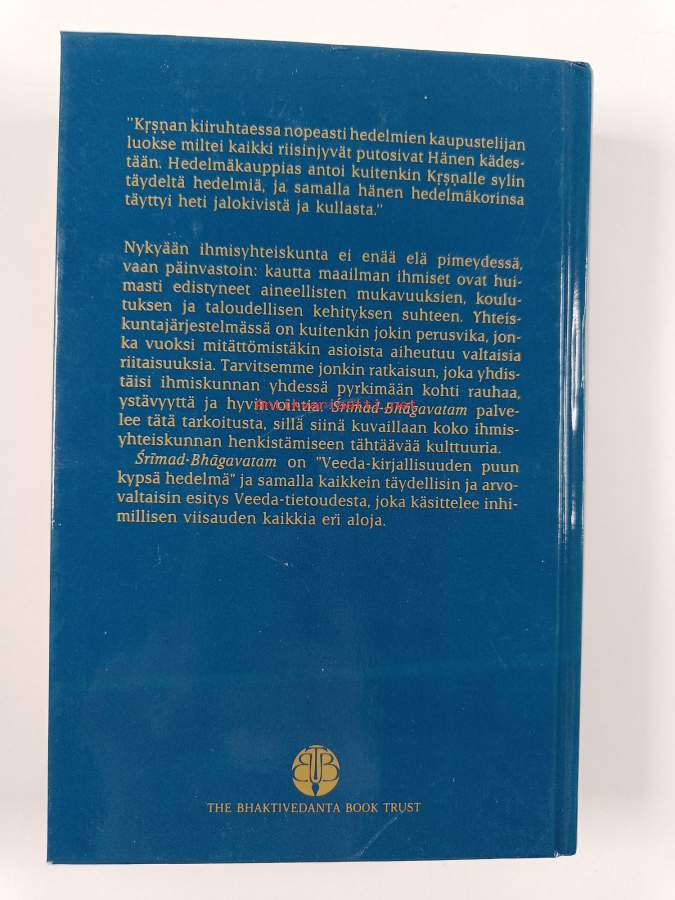 "Kṛṣṇan kiiruhtaessa nopeasti hedelmien kaupustelijan
luokse miltei kaikki riisinjyvät putosivat Hänen kädes-
tään. Hedelmäkauppias antoi kuitenkin Kṛṣṇalle sylin
täydeltä hedelmiä, ja samalla hänen hedelmäkorinsa
täyttyi heti jalokivistä ja kullasta."
Nykyään ihmisyhteiskunta ei enää elä pimeydessä,
vaan päinvastoin: kautta maailman ihmiset ovat hui-
masti edistyneet aineellisten mukavuuksien, koulu-
tuksen ja taloudellisen kehityksen suhteen. Yhteis-
kuntajärjestelmässä on kuitenkin jokin perusvika, jon-
ka vuoksi mitättömistäkin asioista aiheutuu valtaisia
riitaisuuksia. Tarvitsemme jonkin ratkaisun, joka yhdis-
täisi ihmiskunnan yhdessä pyrkimään kohti rauhaa,
ystävyyttä ja hyvinvointia. Śrīmad-Bhāgavatam palve-
lee tätä tarkoitusta, sillä siinä kuvaillaan koko ihmis-
yhteiskunnan henkistämiseen tähtäävää kulttuuria.
Śrīmad-Bhāgavatam on "Veeda-kirjallisuuden puun
kypsä hedelmä" ja samalla kaikkein täydellisin ja arvo-
valtaisin esitys Veeda-tietoudesta, joka käsittelee inhi-
millisen viisauden kaikkia eri aloja.
THE BHAKTIVEDANTA BOOK TRUST